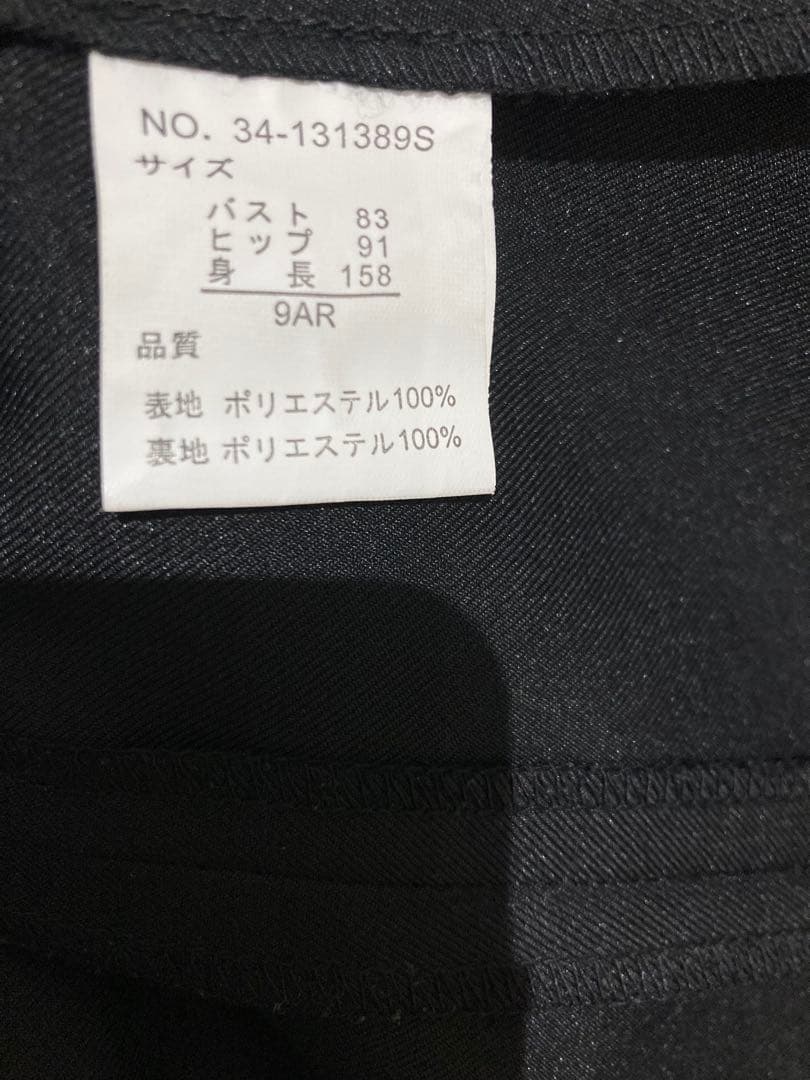 NO. 34-131389S
サイズ
バスト 83
ヒップ 91
身 長 158
9AR
品質
表地 ポリエステル100%
裏地 ポリエステル100%